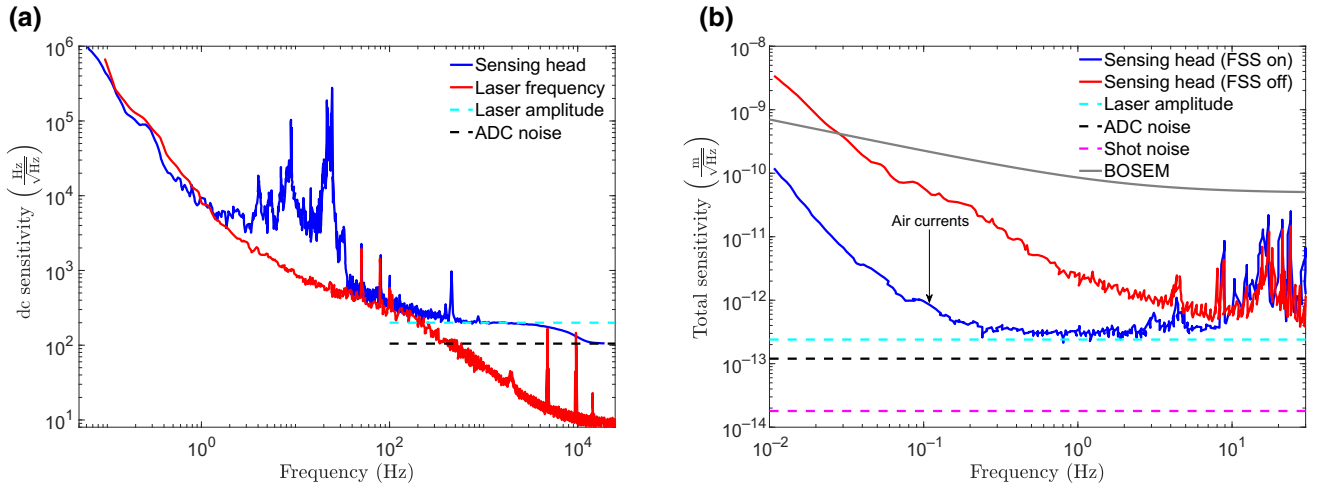 (a)
dc sensitivity (Hz/√Hz)
10^6
10^5
10^4
10^3
10^2
10^1
10^0
10^2
10^4
Frequency (Hz)
Sensing head
Laser frequency
Laser amplitude
ADC noise
(b)
Total sensitivity (m/√Hz)
10^−8
10^−9
10^−10
10^−11
10^−12
10^−13
10^−14
10^−2
10^−1
10^0
10^1
Frequency (Hz)
Sensing head (FSS on)
Sensing head (FSS off)
Laser amplitude
ADC noise
Shot noise
BOSEM
Air currents